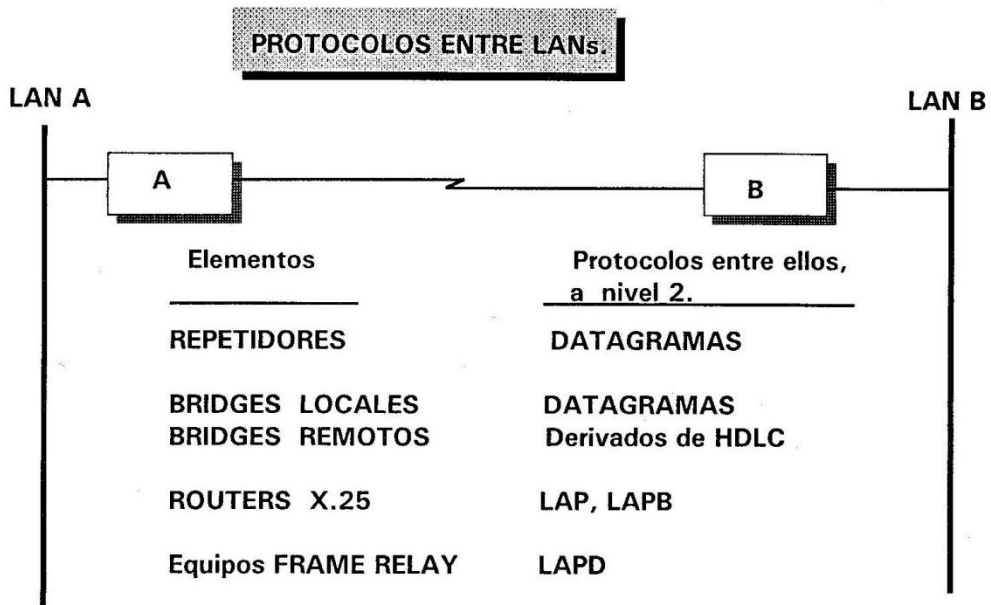 PROTOCOLOS ENTRE LANs.
LAN A
LAN B
A
B
Elementos
Protocolos entre ellos,
a nivel 2.
REPETIDORES
DATAGRAMAS
BRIDGES LOCALES
DATAGRAMAS
BRIDGES REMOTOS
Derivados de HDLC
ROUTERS X.25
LAP, LAPB
Equipos FRAME RELAY
LAPD